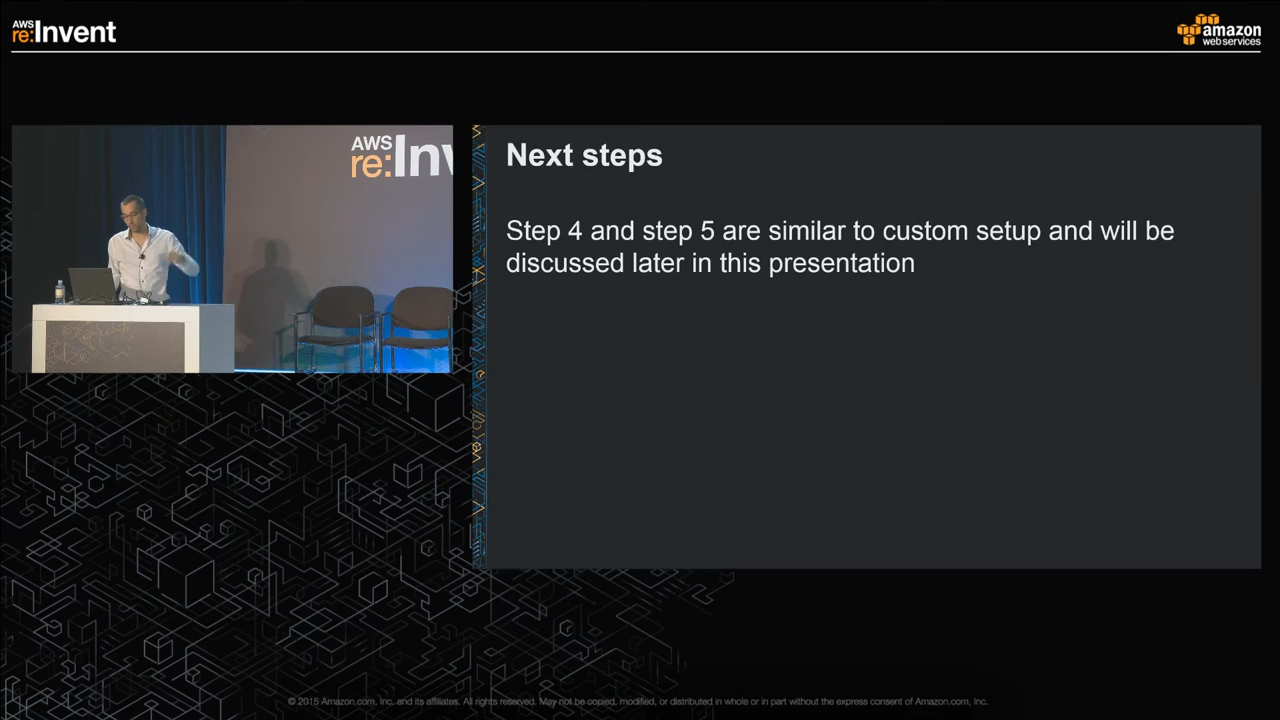 AWS
re:Invent
amazon
web services
AWS
re:Inv
Next steps
Step 4 and step 5 are similar to custom setup and will be
discussed later in this presentation
© 2015 Amazon.com, Inc. and its affiliates. All rights reserved. May not be copied, modified, or distributed in whole or in part without the express consent of Amazon.com, Inc.